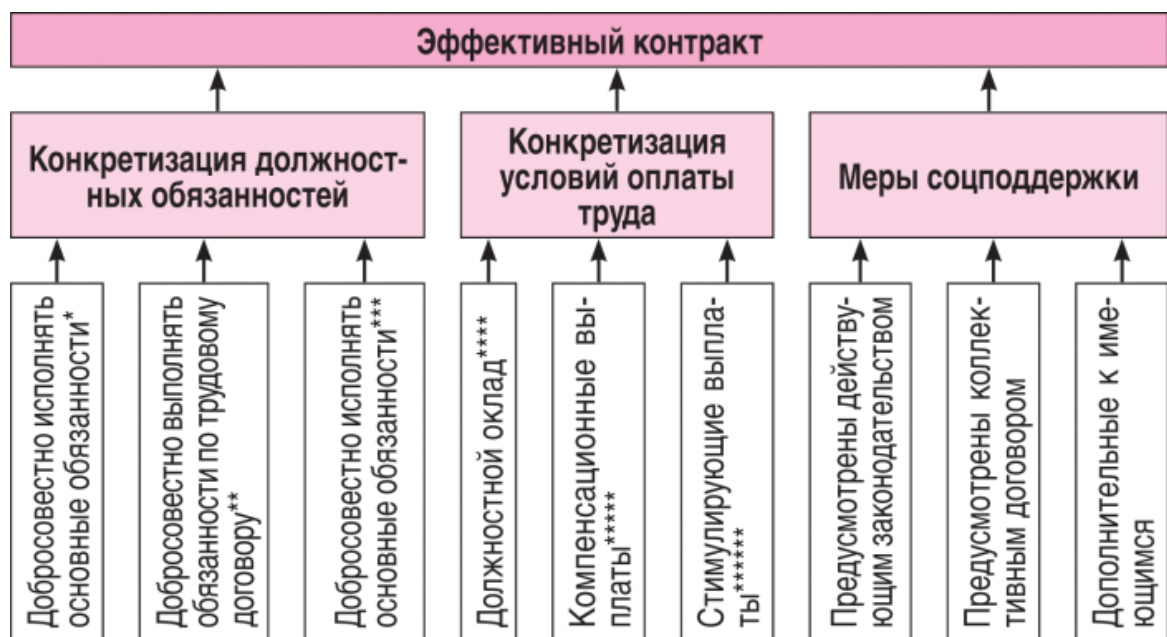 Эффективный контракт
Конкретизация должност-
ных обязанностей
Конкретизация
условий оплаты
труда
Меры соцподдержки
Добросовестно исполнять
основные обязанности*
Добросовестно выполнять
обязанности по трудовому
договору**
Добросовестно исполнять
основные обязанности***
Должностной оклад****
Компенсационные вы-
платы*****
Стимулирующие выпла-
ты******
Предусмотрены действу-
ющим законодательством
Предусмотрены коллек-
тивным договором
Дополнительные к име-
ющимся